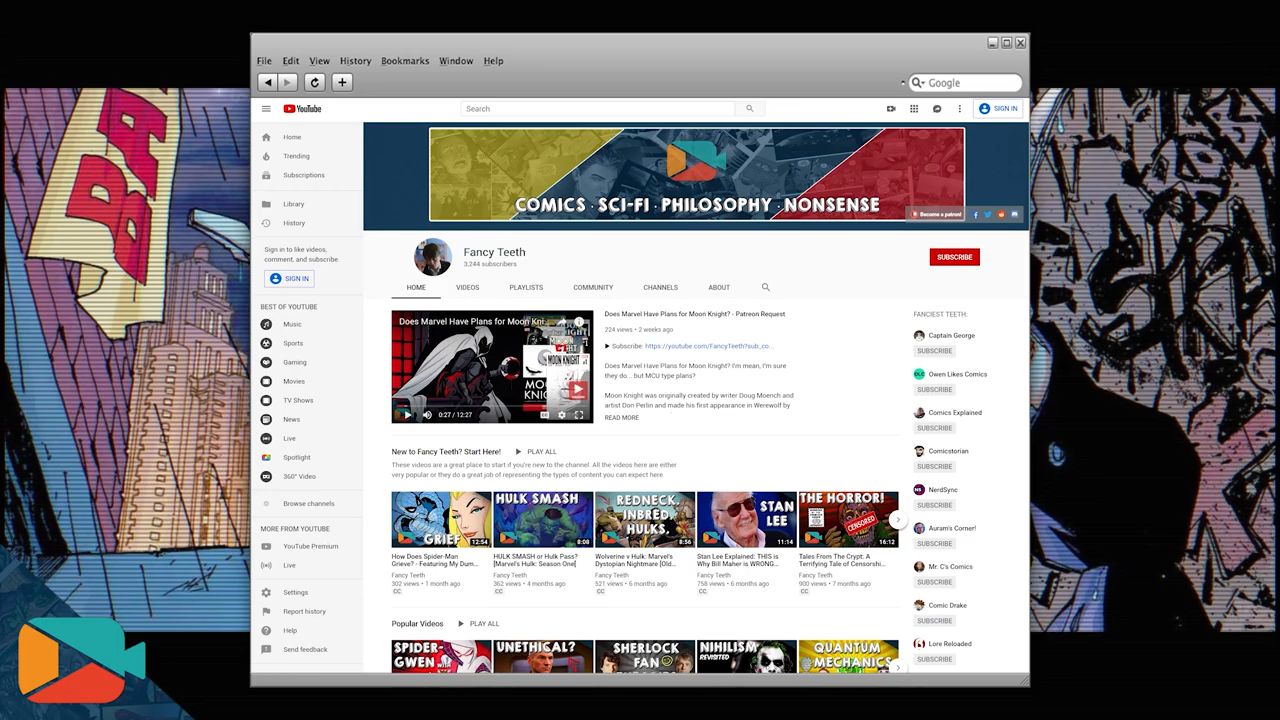 BA
File Edit View History Bookmarks Window Help
Google
YouTube
Search
SIGN IN
Home
Trending
Subscriptions
Library
History
Sign in to like videos,
comment, and subscribe.
SIGN IN
BEST OF YOUTUBE
Music
Sports
Gaming
Movies
TV Shows
News
Live
Spotlight
360° Video
Browse channels
MORE FROM YOUTUBE
YouTube Premium
Live
Settings
Report history
Help
Send feedback
COMICS · SCI-FI · PHILOSOPHY · NONSENSE
Become a patron!
Fancy Teeth
3,244 subscribers
SUBSCRIBE
HOME VIDEOS PLAYLISTS COMMUNITY CHANNELS ABOUT
Does Marvel Have Plans for Moon Kni...
MOON KNIGHT
MOON
KNIG
0:27 / 12:27
Does Marvel Have Plans for Moon Knight? - Patreon Request
224 views • 2 weeks ago
► Subscribe: https://youtube.com/FancyTeeth?sub_co...
Does Marvel Have Plans for Moon Knight? I'm mean, I'm sure
they do... but MCU type plans?
Moon Knight was originally created by writer Doug Moench and
artist Don Perlin and made his first appearance in Werewolf by
READ MORE
New to Fancy Teeth? Start Here! PLAY ALL
These videos are a great place to start if you're new to the channel. All the videos here are either
very popular or they do a great job of representing the types of content you can expect here.
GRIEF
12:54
How Does Spider-Man
Grieve? - Featuring My Dum...
Fancy Teeth
302 views • 1 month ago
CC
HULK SMASH
8:08
HULK SMASH or Hulk Pass?
[Marvel's Hulk: Season One]
Fancy Teeth
362 views • 4 months ago
CC
REDNECK.
INBRED.
HULKS.
8:56
Wolverine v Hulk: Marvel's
Dystopian Nightmare [Old...
Fancy Teeth
521 views • 6 months ago
CC
STAN
LEE
11:14
Stan Lee Explained: THIS is
Why Bill Maher is WRONG...
Fancy Teeth
758 views • 6 months ago
CC
THE HORROR!
CENSORED
16:12
Tales From The Crypt: A
Terrifying Tale of Censorshi...
Fancy Teeth
900 views • 7 months ago
CC
Popular Videos PLAY ALL
SPIDER-
GWEN
UNETHICAL?
SHERLOCK
FAN
NIHILISM
REVISITED
QUANTUM
MECHANICS
FANCIEST TEETH:
Captain George
SUBSCRIBE
Owen Likes Comics
SUBSCRIBE
Comics Explained
SUBSCRIBE
Comicstorian
SUBSCRIBE
NerdSync
SUBSCRIBE
Auram's Corner!
SUBSCRIBE
Mr. C's Comics
SUBSCRIBE
Comic Drake
SUBSCRIBE
Lore Reloaded
SUBSCRIBE